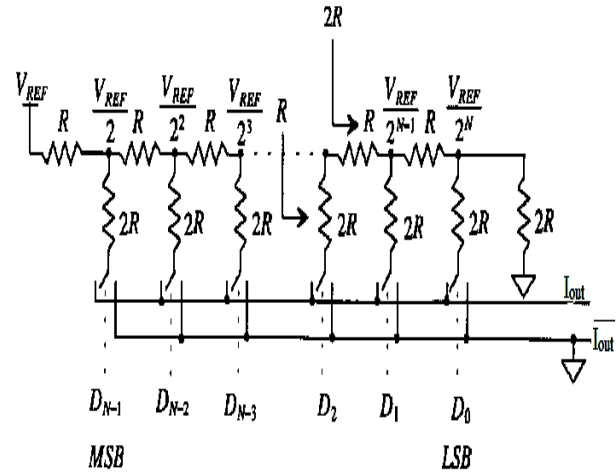 2R
V_REF
V_REF/2
V_REF/2^2
V_REF/2^3
R
V_REF/2^{N-1}
V_REF/2^N
R R R R R
2R 2R 2R 2R 2R 2R 2R
I_out
\overline{I_out}
D_{N-1} D_{N-2} D_{N-3} D_2 D_1 D_0
MSB LSB